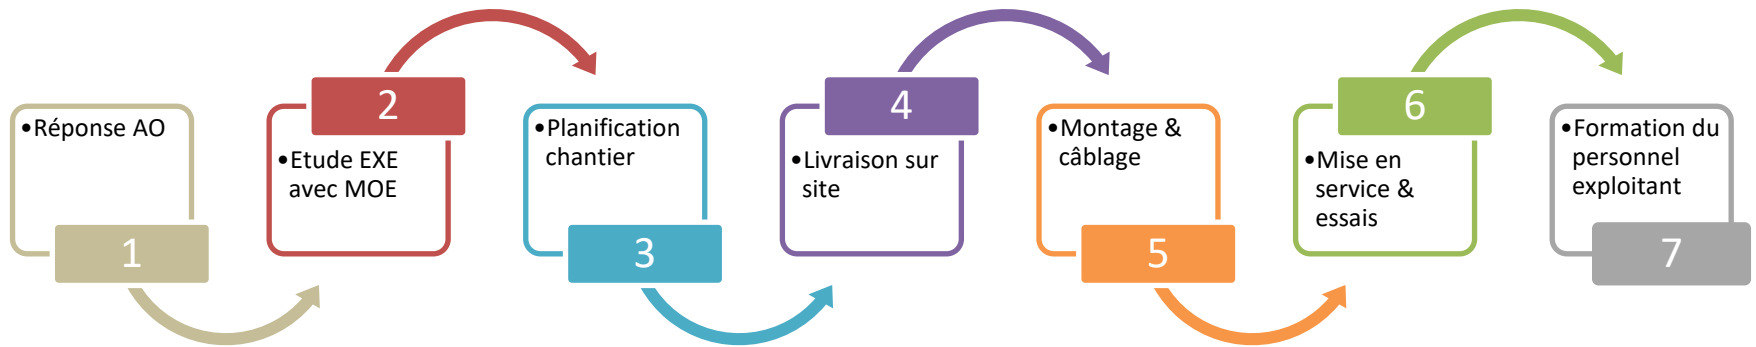 •Réponse AO
1
2
•Etude EXE
avec MOE
•Planification
chantier
3
4
•Livraison sur
site
•Montage &
câblage
5
6
•Mise en
service &
essais
•Formation du
personnel
exploitant
7